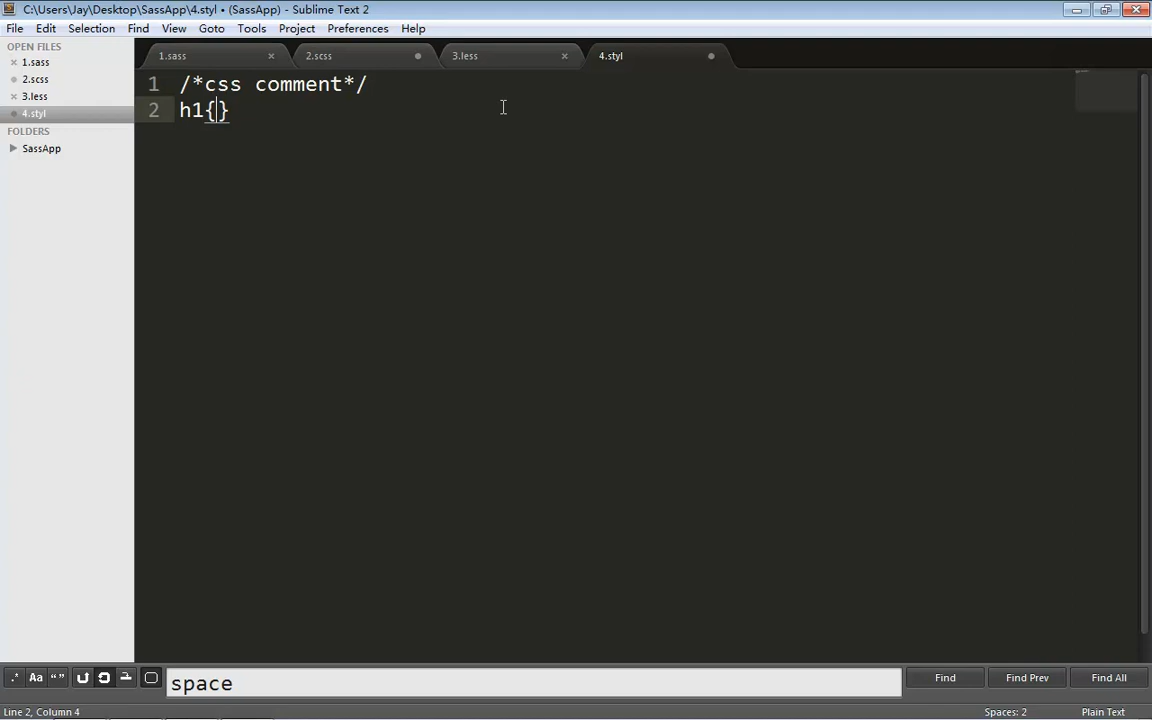 C:\Users\Jay\Desktop\SassApp\4.styl • (SassApp) - Sublime Text 2
File Edit Selection Find View Goto Tools Project Preferences Help
OPEN FILES
1.sass
2.scss
3.less
4.styl
FOLDERS
SassApp
1.sass 2.scss 3.less 4.styl
1 /*css comment*/
2 h1{}
.* Aa “” space Find Find Prev Find All
Line 2, Column 4 Spaces: 2 Plain Text